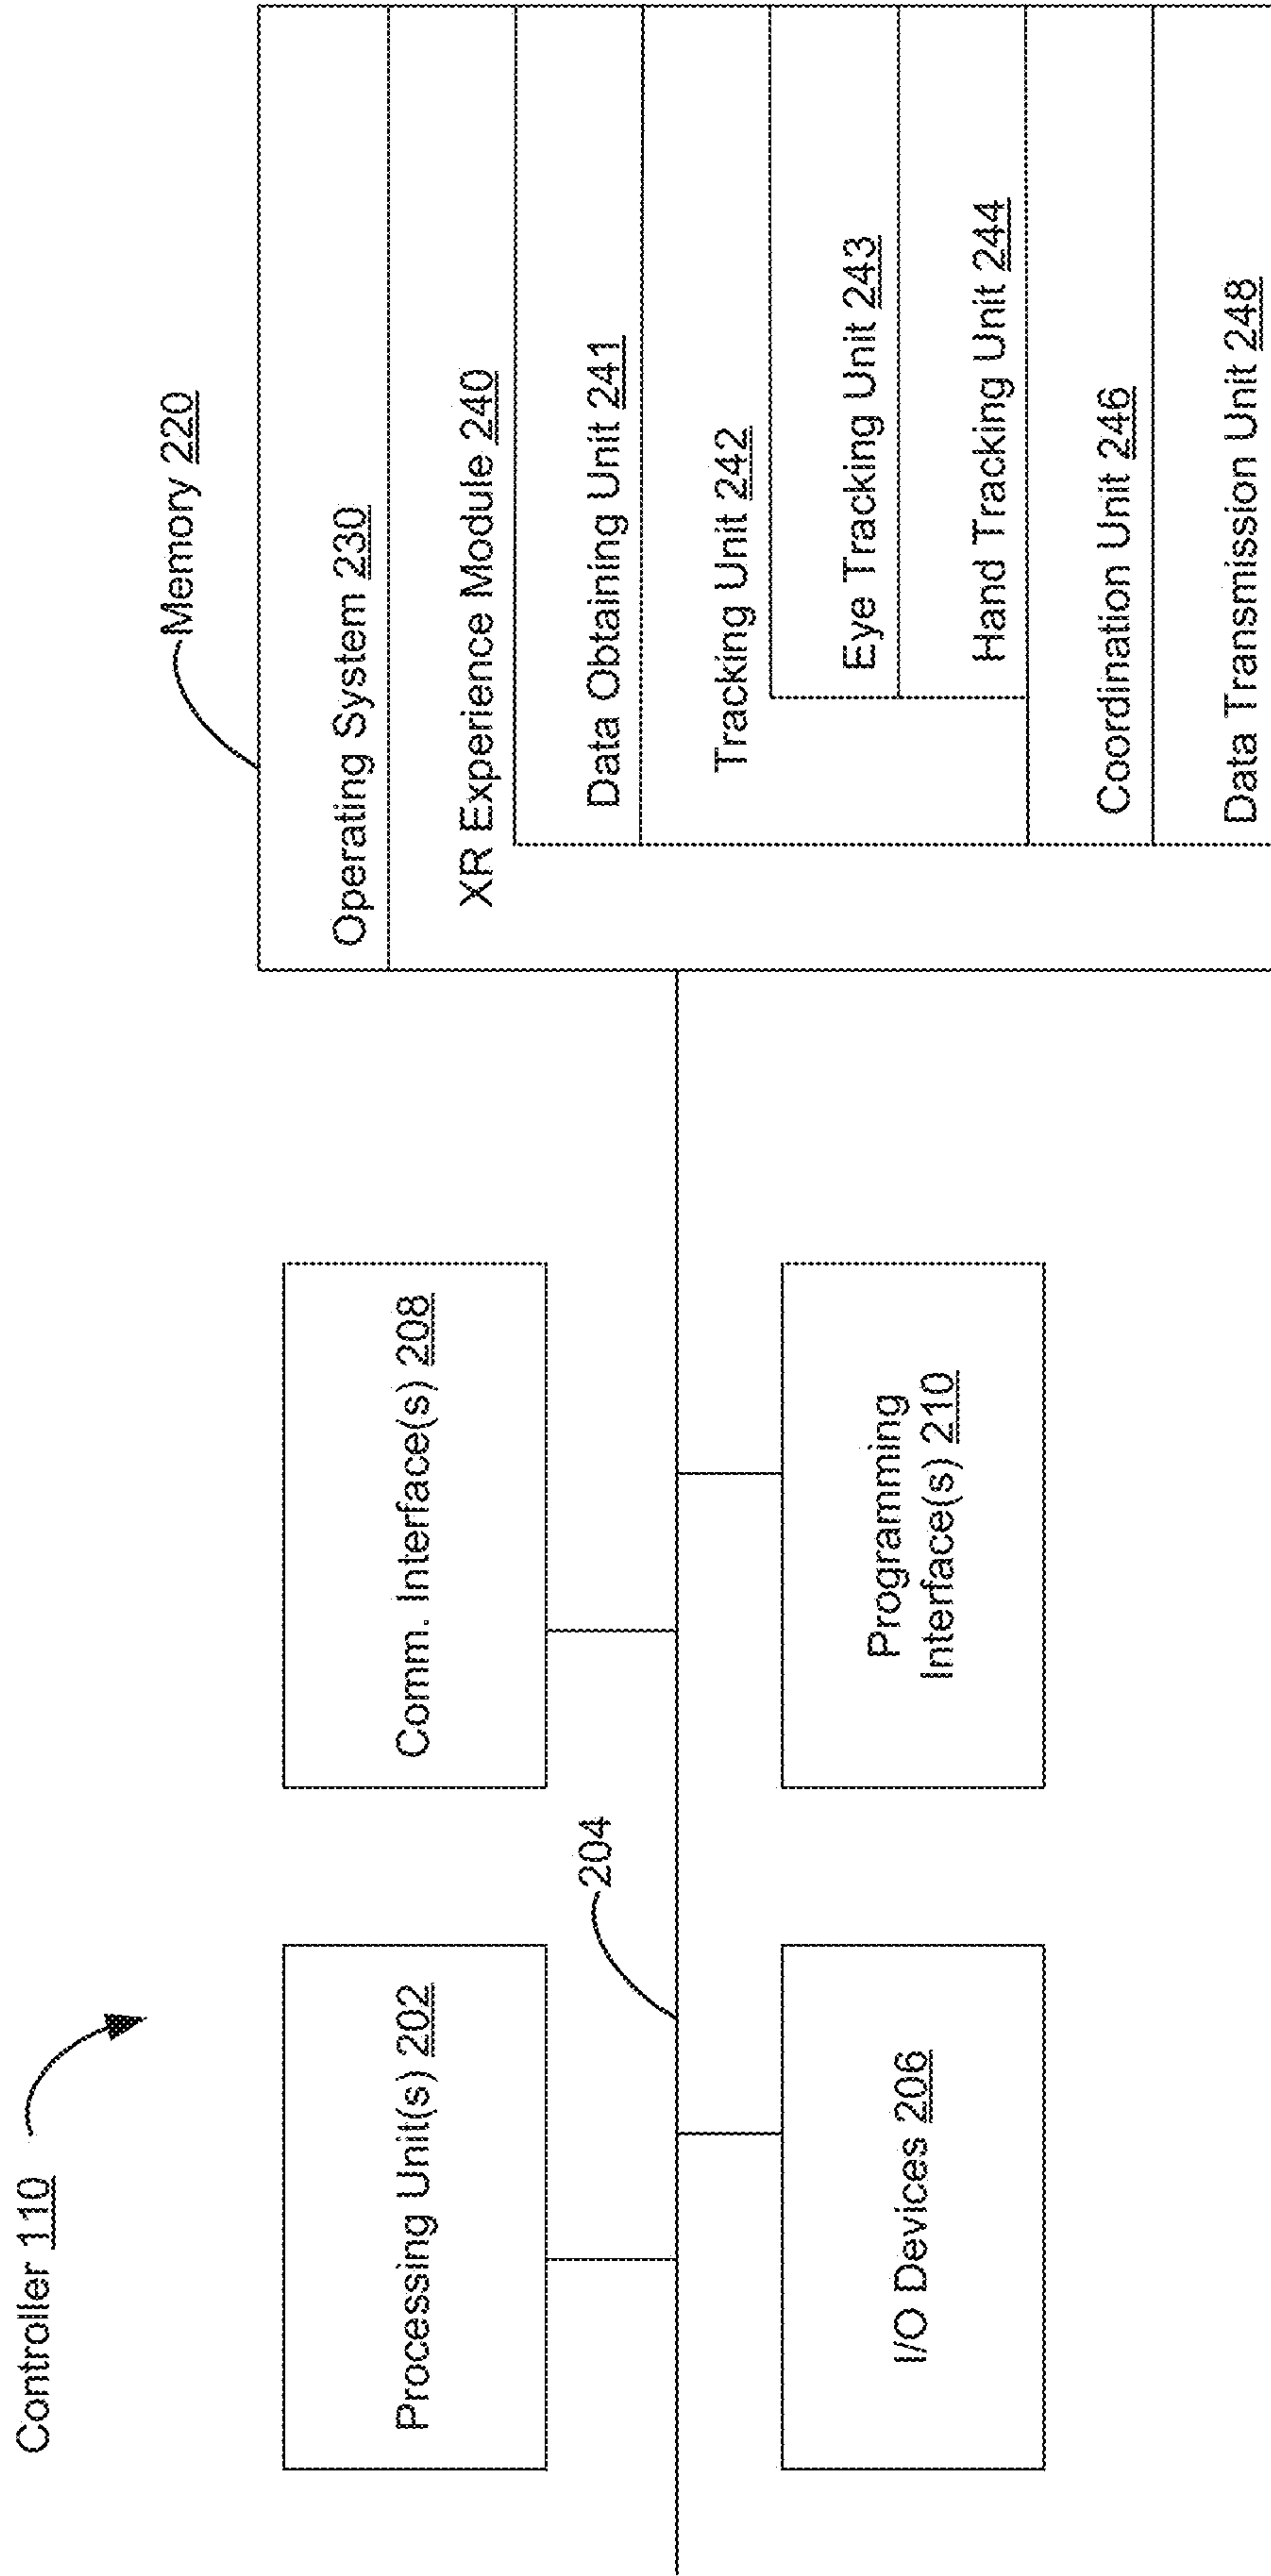 Controller 110
Memory 220
Processing Unit(s) 202
Comm. Interface(s) 208
204
I/O Devices 206
Programming
Interface(s) 210
Operating System 230
XR Experience Module 240
Data Obtaining Unit 241
Tracking Unit 242
Eye Tracking Unit 243
Hand Tracking Unit 244
Coordination Unit 246
Data Transmission Unit 248